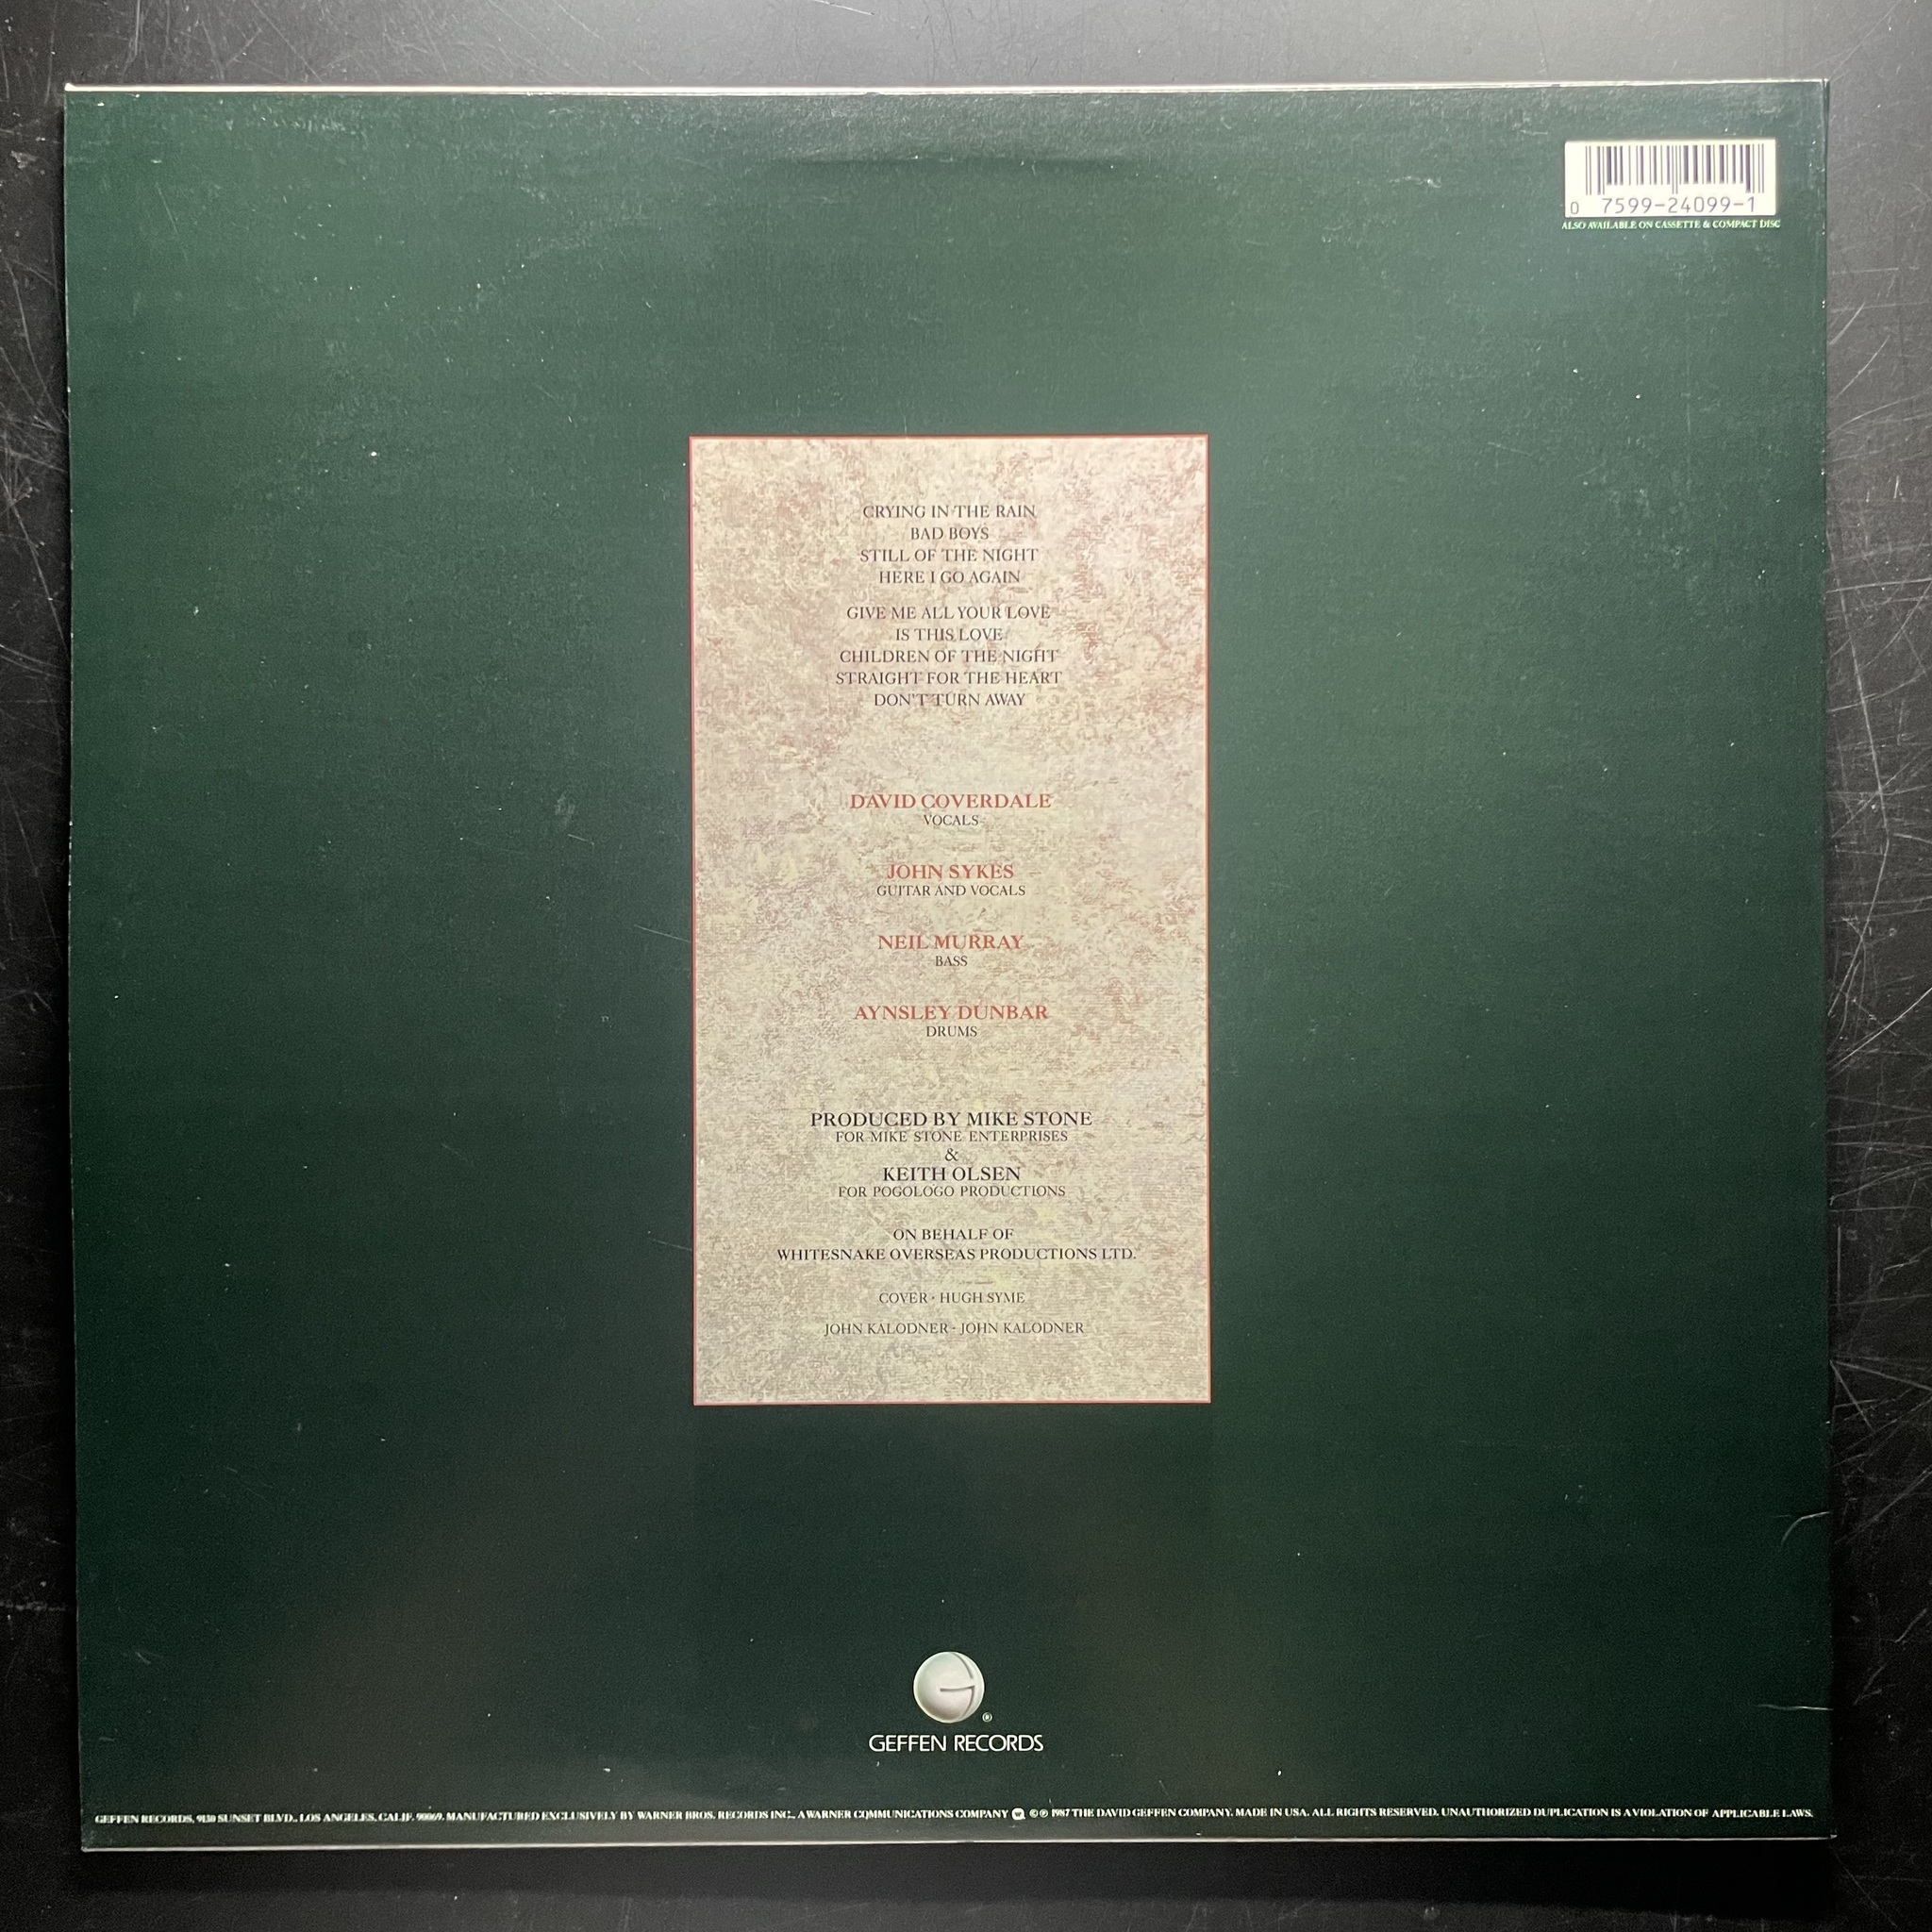 0 7599-24099-1
ALSO AVAILABLE ON CASSETTE & COMPACT DISC
CRYING IN THE RAIN
BAD BOYS
STILL OF THE NIGHT
HERE I GO AGAIN
GIVE ME ALL YOUR LOVE
IS THIS LOVE
CHILDREN OF THE NIGHT
STRAIGHT FOR THE HEART
DON'T TURN AWAY
DAVID COVERDALE
VOCALS
JOHN SYKES
GUITAR AND VOCALS
NEIL MURRAY
BASS
AYNSLEY DUNBAR
DRUMS
PRODUCED BY MIKE STONE
FOR MIKE STONE ENTERPRISES
&
KEITH OLSEN
FOR POGOLOGO PRODUCTIONS
ON BEHALF OF
WHITESNAKE OVERSEAS PRODUCTIONS LTD.
COVER · HUGH SYME
JOHN KALODNER · JOHN KALODNER
®
GEFFEN RECORDS
GEFFEN RECORDS, 9130 SUNSET BLVD., LOS ANGELES, CALIF. 90069. MANUFACTURED EXCLUSIVELY BY WARNER BROS. RECORDS INC., A WARNER COMMUNICATIONS COMPANY ©℗ 1987 THE DAVID GEFFEN COMPANY. MADE IN USA. ALL RIGHTS RESERVED. UNAUTHORIZED DUPLICATION IS A VIOLATION OF APPLICABLE LAWS.